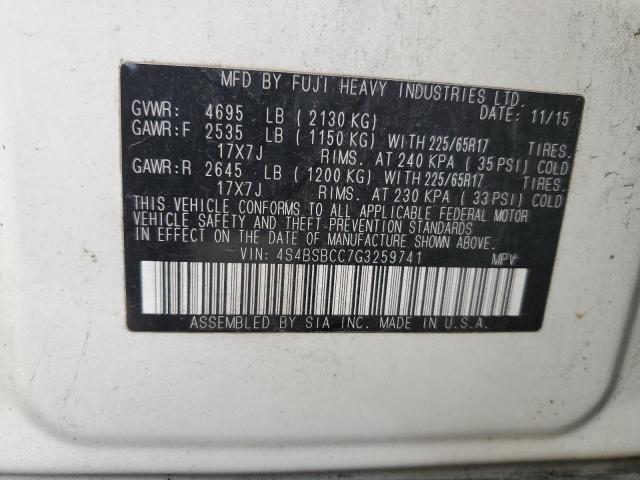 MFD BY FUJI HEAVY INDUSTRIES LTD.
GVWR: 4695 LB ( 2130 KG) DATE: 11/15
GAWR:F 2535 LB ( 1150 KG) WITH 225/65R17 TIRES.
17X7J RIMS. AT 240 KPA ( 35 PSI) COLD
GAWR:R 2645 LB ( 1200 KG) WITH 225/65R17 TIRES.
17X7J RIMS. AT 230 KPA ( 33 PSI) COLD
THIS VEHICLE CONFORMS TO ALL APPLICABLE FEDERAL MOTOR
VEHICLE SAFETY AND THEFT PREVENTION STANDARDS
IN EFFECT ON THE DATE OF MANUFACTURE SHOWN ABOVE.
VIN: 4S4BSBCC7G3259741 MPV
ASSEMBLED BY SIA INC. MADE IN U.S.A.